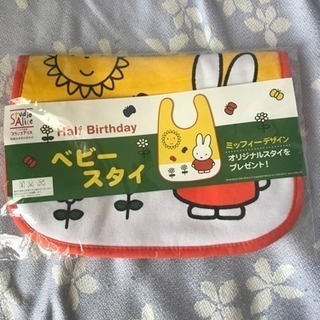 Studio
Alice
スタジオアリス
Half Birthday
ベビー
スタイ
ミッフィーデザイン
オリジナルスタイを
プレゼント!